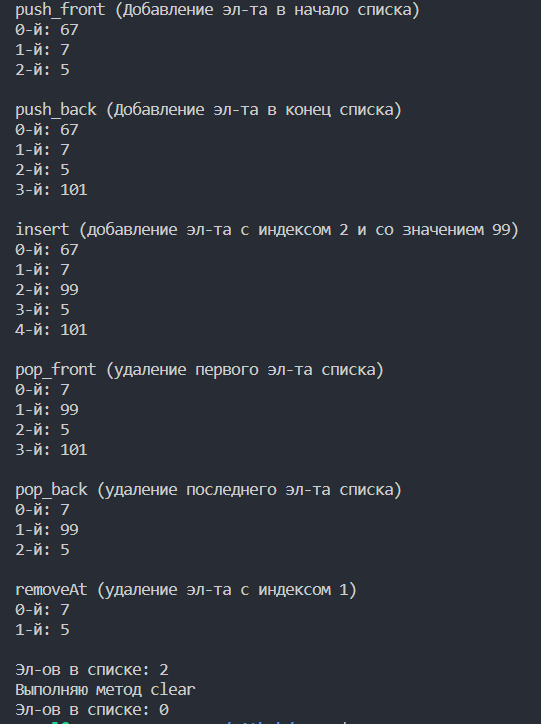 push_front (Добавление эл-та в начало списка)
0-й: 67
1-й: 7
2-й: 5
push_back (Добавление эл-та в конец списка)
0-й: 67
1-й: 7
2-й: 5
3-й: 101
insert (добавление эл-та с индексом 2 и со значением 99)
0-й: 67
1-й: 7
2-й: 99
3-й: 5
4-й: 101
pop_front (удаление первого эл-та списка)
0-й: 7
1-й: 99
2-й: 5
3-й: 101
pop_back (удаление последнего эл-та списка)
0-й: 7
1-й: 99
2-й: 5
removeAt (удаление эл-та с индексом 1)
0-й: 7
1-й: 5
Эл-ов в списке: 2
Выполняю метод clear
Эл-ов в списке: 0